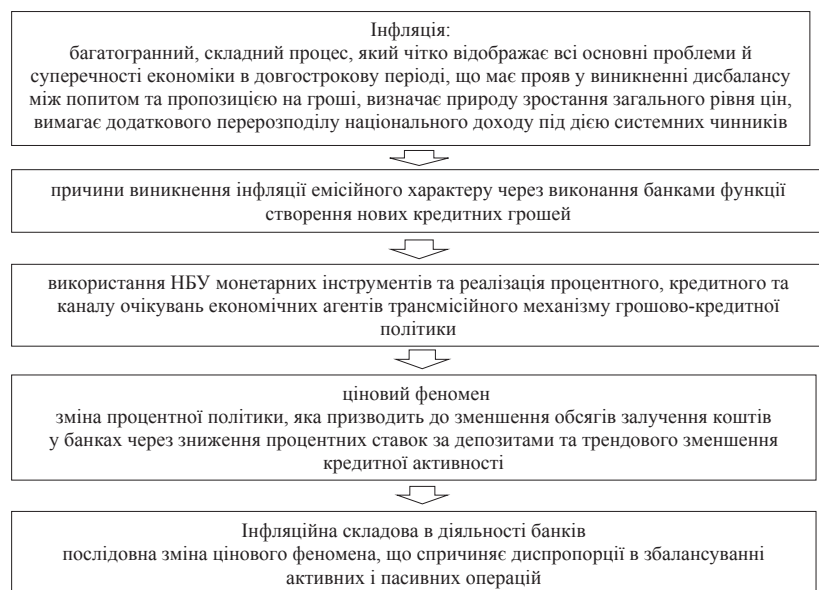 Інфляція:
багатогранний, складний процес, який чітко відображає всі основні проблеми й
суперечності економіки в довгострокову періоді, що має прояв у виникненні дисбалансу
між попитом та пропозицією на гроші, визначає природу зростання загального рівня цін,
вимагає додаткового перерозподілу національного доходу під дією системних чинників
причини виникнення інфляції емісійного характеру через виконання банками функції
створення нових кредитних грошей
використання НБУ монетарних інструментів та реалізація процентного, кредитного та
каналу очікувань економічних агентів трансмісійного механізму грошово-кредитної
політики
ціновий феномен
зміна процентної політики, яка призводить до зменшення обсягів залучення коштів
у банках через зниження процентних ставок за депозитами та трендового зменшення
кредитної активності
Інфляційна складова в діяльності банків
послідовна зміна цінового феномена, що спричиняє диспропорції в збалансуванні
активних і пасивних операцій